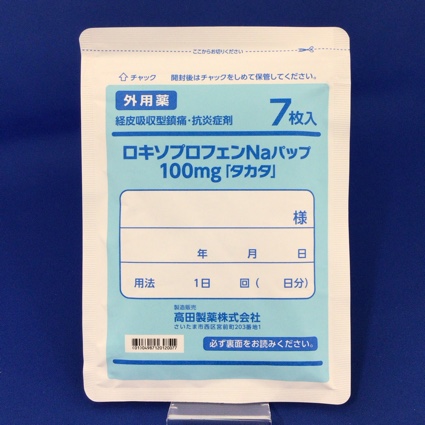 ここからお切りください
チャック 開封後はチャックをしめて保管してください。
外用薬
7枚入
経皮吸収型鎮痛・抗炎症剤
ロキソプロフェンNaパップ
100mg「タカタ」
様
年 月 日
用法 1日 回( 日分)
製造販売
高田製薬株式会社
さいたま市西区宮前町203番地1
必ず裏面をお読みください。